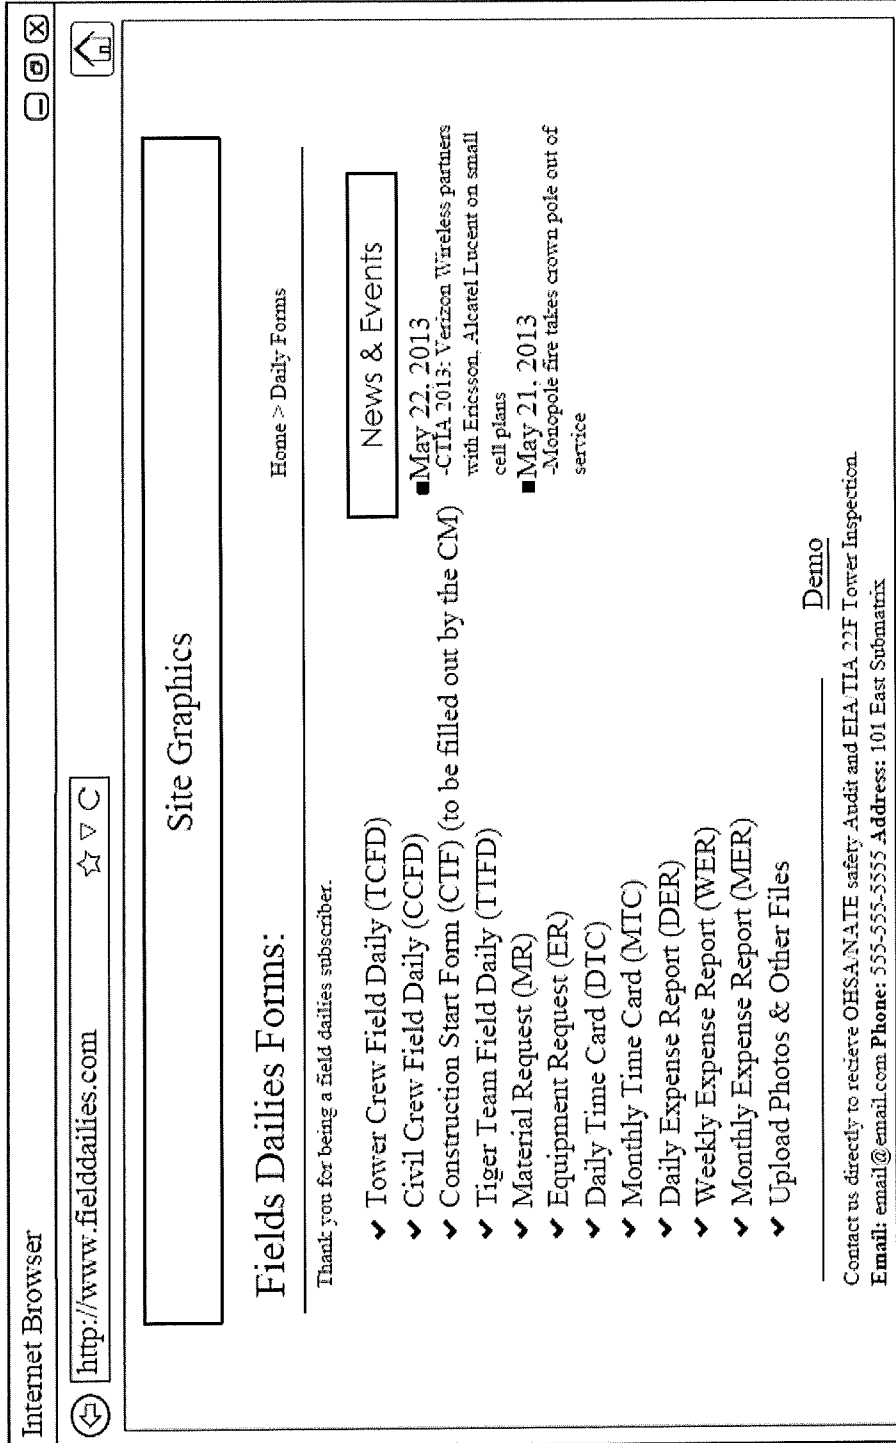 Internet Browser
http://www.fielddailies.com
Site Graphics
Fields Dailies Forms:
Home > Daily Forms
Thank you for being a field dailies subscriber.
Tower Crew Field Daily (TCFD)
Civil Crew Field Daily (CCFD)
Construction Start Form (CTF) (to be filled out by the CM)
Tiger Team Field Daily (TTFD)
Material Request (MR)
Equipment Request (ER)
Daily Time Card (DTC)
Monthly Time Card (MTC)
Daily Expense Report (DER)
Weekly Expense Report (WER)
Monthly Expense Report (MER)
Upload Photos & Other Files
News & Events
■May 22, 2013
-CTIA 2013: Verizon Wireless partners
with Ericsson, Alcatel Lucent on small
cell plans
■May 21, 2013
-Monopole fire takes crown pole out of
service
Demo
Contact us directly to recieve OHSA/NATE safety Audit and EIA/TIA 22F Tower Inspection.
Email: email@email.com Phone: 555-555-5555 Address: 101 East Submatrix